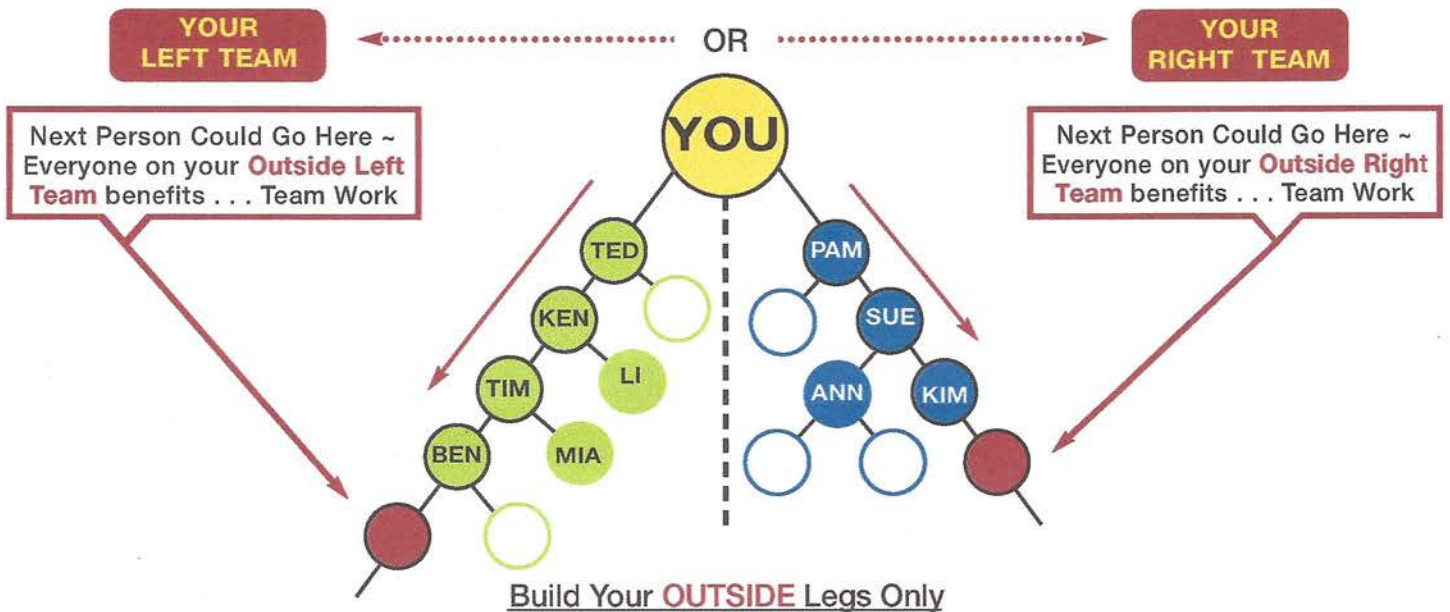 YOUR
LEFT TEAM
OR
YOUR
RIGHT TEAM
Next Person Could Go Here ~
Everyone on your Outside Left
Team benefits . . . Team Work
YOU
Next Person Could Go Here ~
Everyone on your Outside Right
Team benefits . . . Team Work
TED
PAM
KEN
SUE
TIM
LI
ANN
KIM
BEN
MIA
Build Your OUTSIDE Legs Only